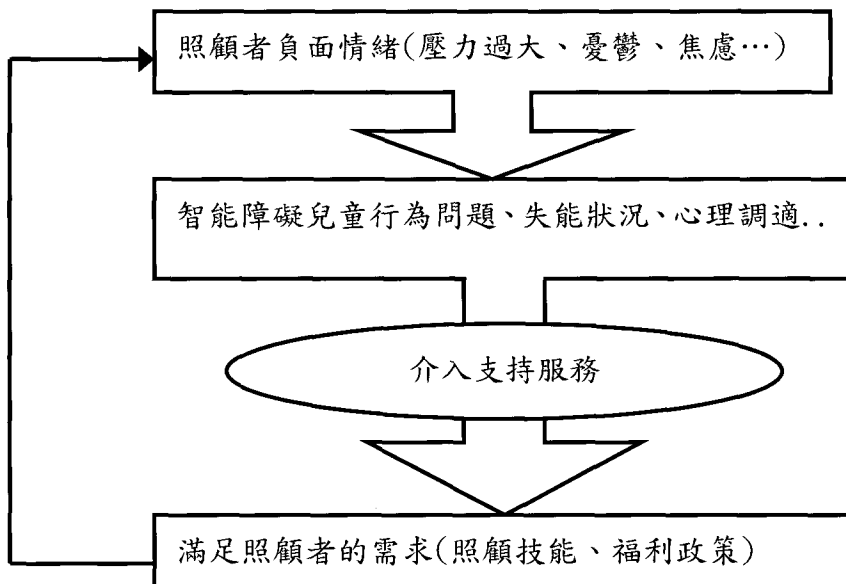 照顧者負面情緒(壓力過大、憂鬱、焦慮…)
智能障礙兒童行為問題、失能狀況、心理調適..
介入支持服務
滿足照顧者的需求(照顧技能、福利政策)